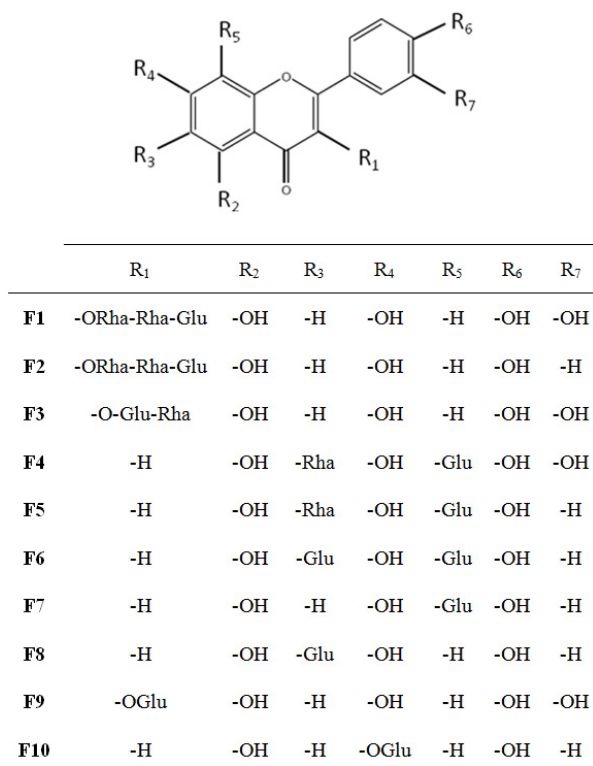 R₅ R₆
R₄ O
R₇
R₃ R₁
R₂ O
R₁ R₂ R₃ R₄ R₅ R₆ R₇
F1 -ORha-Rha-Glu -OH -H -OH -H -OH -OH
F2 -ORha-Rha-Glu -OH -H -OH -H -OH -H
F3 -O-Glu-Rha -OH -H -OH -H -OH -OH
F4 -H -OH -Rha -OH -Glu -OH -OH
F5 -H -OH -Rha -OH -Glu -OH -H
F6 -H -OH -Glu -OH -Glu -OH -H
F7 -H -OH -H -OH -Glu -OH -H
F8 -H -OH -Glu -OH -H -OH -H
F9 -OGlu -OH -H -OH -H -OH -OH
F10 -H -OH -H -OGlu -H -OH -H